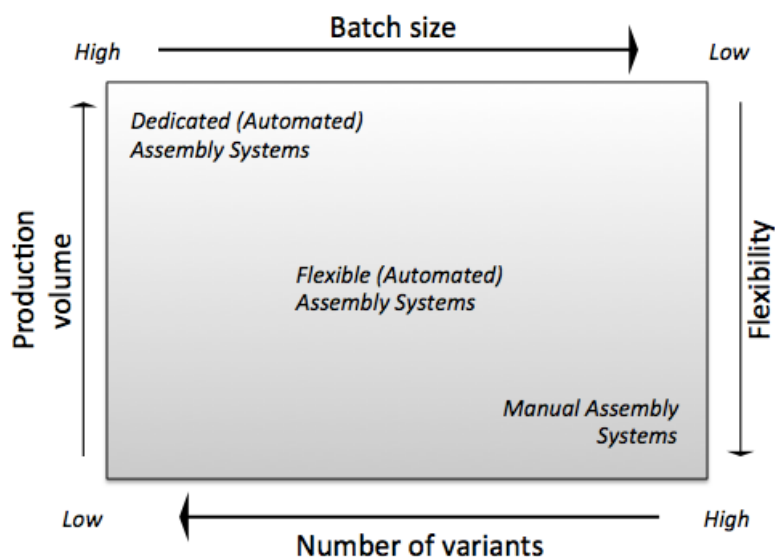 Batch size
High
Low
Dedicated (Automated)
Assembly Systems
Production
volume
Flexible (Automated)
Assembly Systems
Flexibility
Manual Assembly
Systems
Low
High
Number of variants